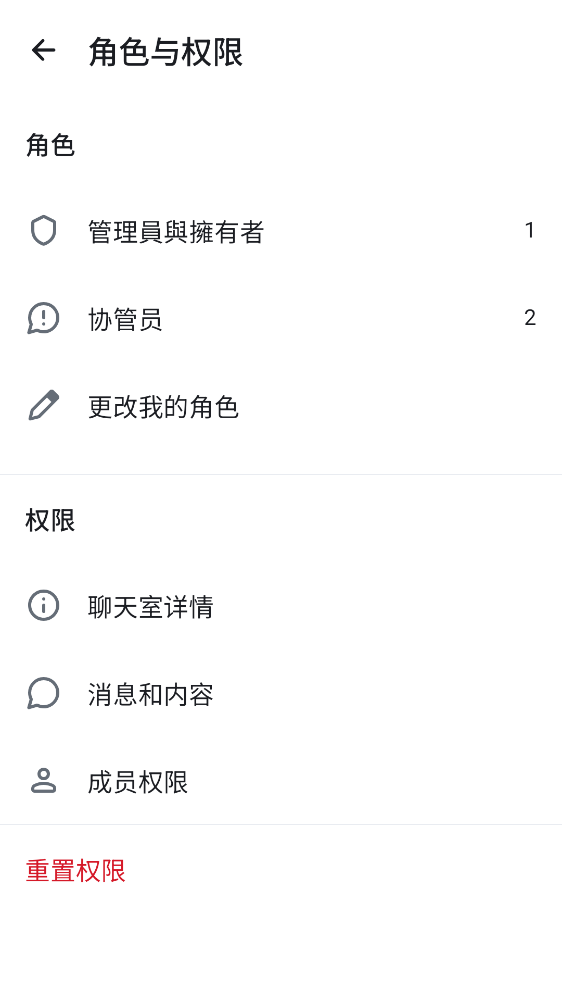 角色与权限
角色
管理員與擁有者 1
协管员 2
更改我的角色
权限
聊天室详情
消息和内容
成员权限
重置权限